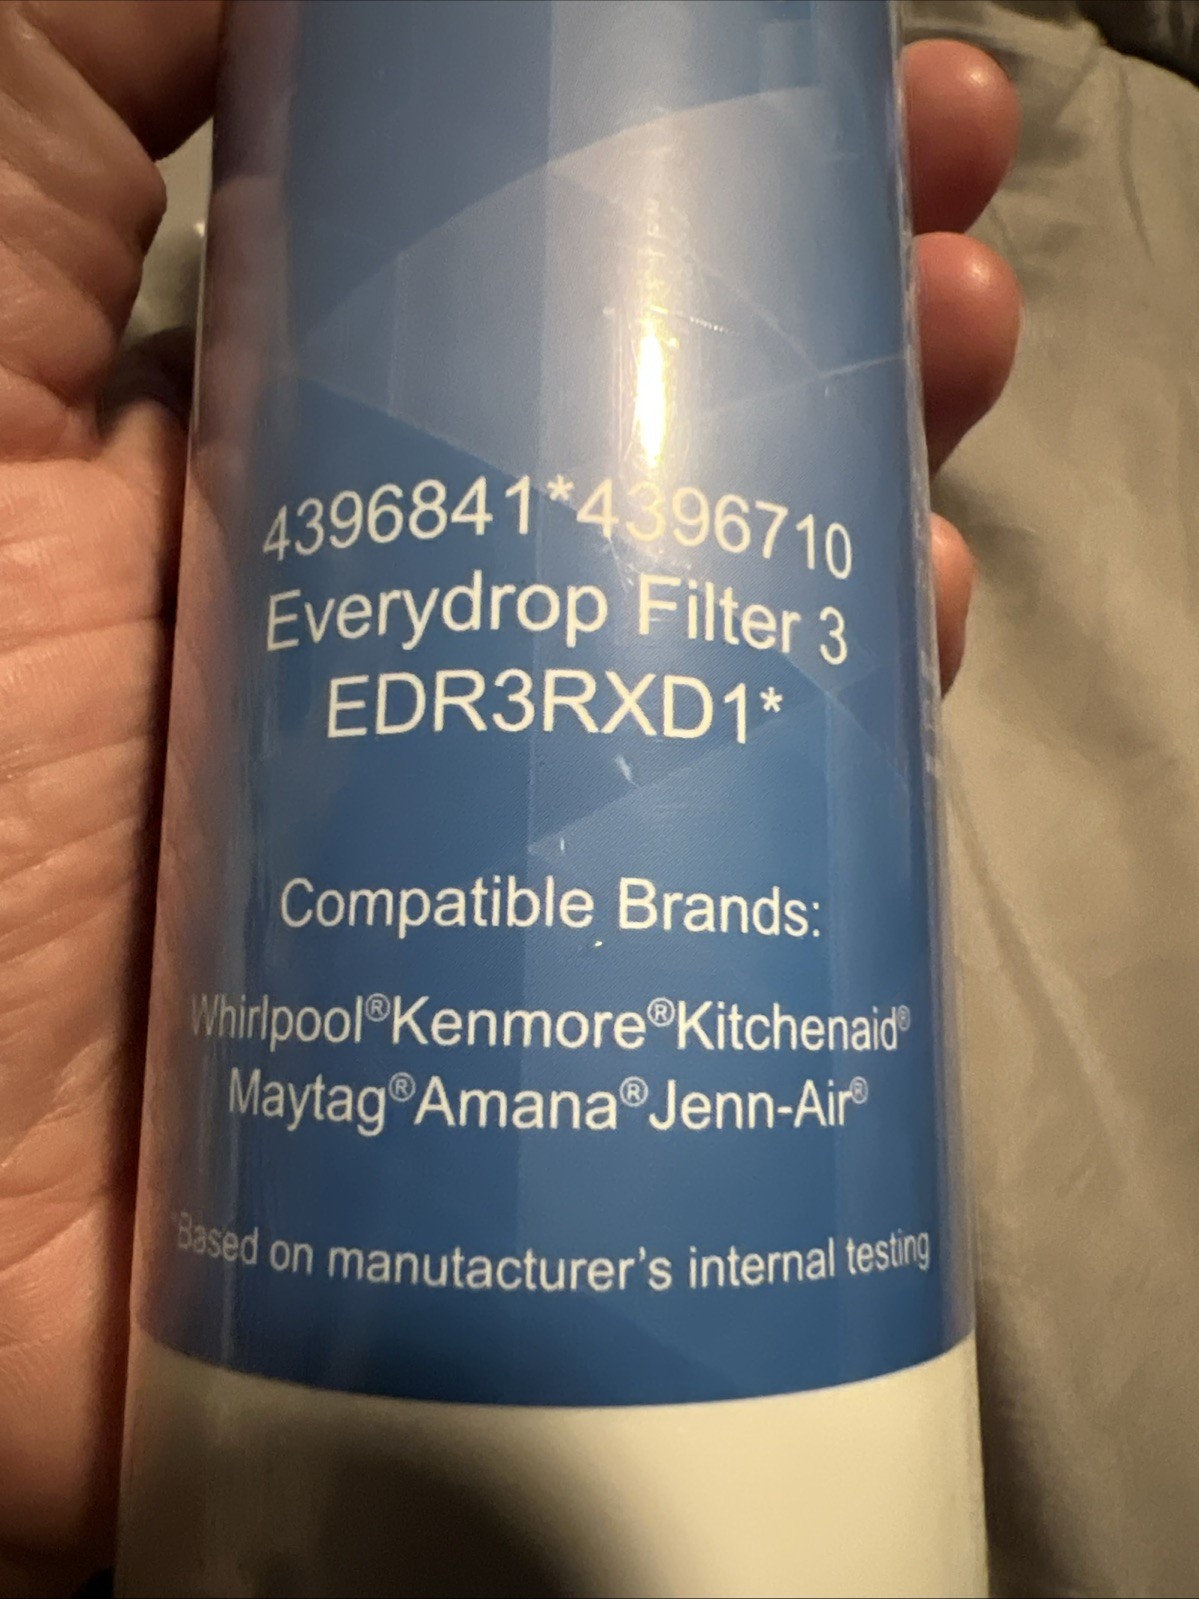 4396841*4396710
Everydrop Filter 3
EDR3RXD1*
Compatible Brands:
Whirlpool®Kenmore®Kitchenaid®
Maytag®Amana®Jenn-Air®
*Based on manutacturer's internal testing